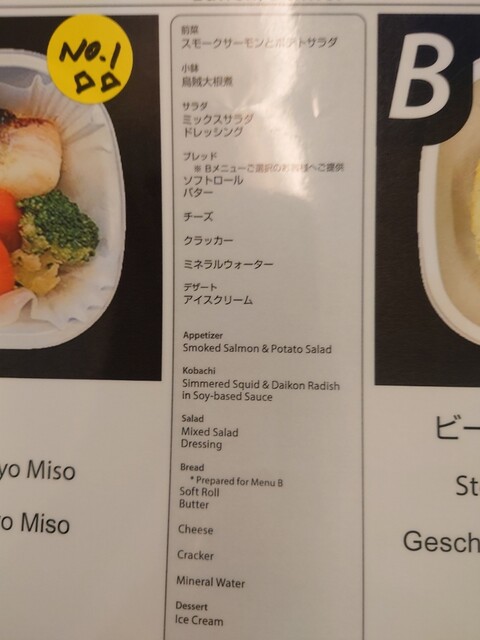 NO.1
ロロ
前菜
スモークサーモンとポテトサラダ
小鉢
烏賊大根煮
サラダ
ミックスサラダ
ドレッシング
ブレッド
※ Bメニューご選択のお客様へご提供
ソフトロール
バター
チーズ
クラッカー
ミネラルウォーター
デザート
アイスクリーム
Appetizer
Smoked Salmon & Potato Salad
Kobachi
Simmered Squid & Daikon Radish
in Soy-based Sauce
Salad
Mixed Salad
Dressing
Bread
* Prepared for Menu B
Soft Roll
Butter
Cheese
Cracker
Mineral Water
Dessert
Ice Cream
yo Miso
yo Miso
B
ビー
St
Gesch